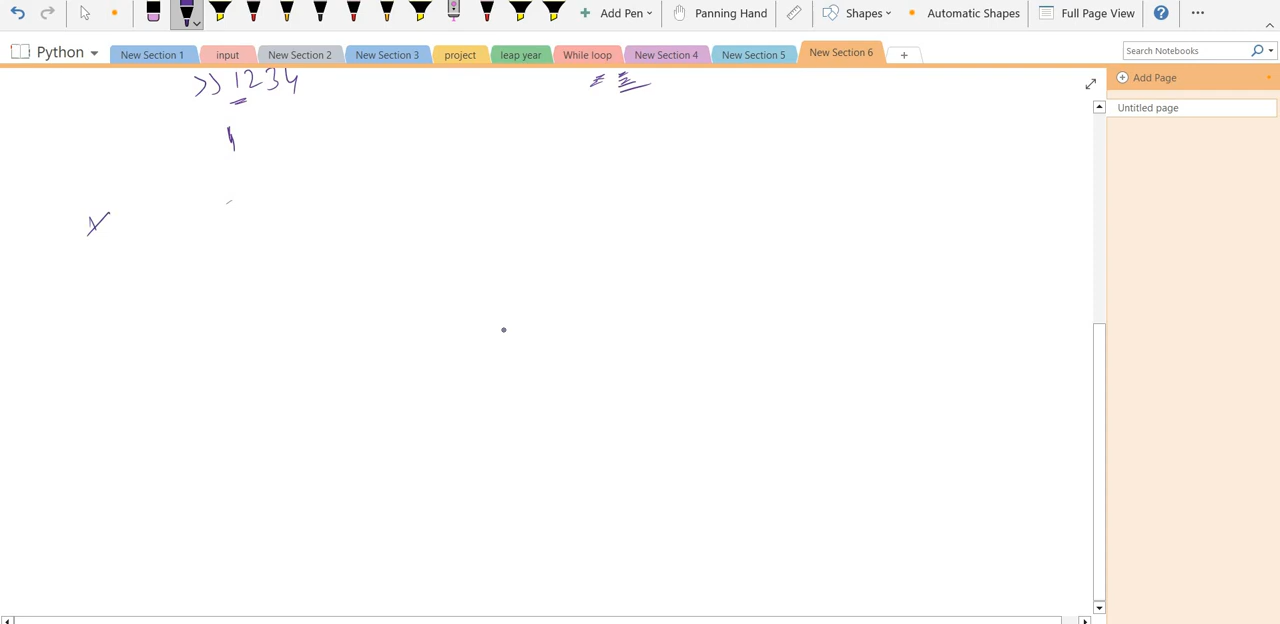 Add Pen
Panning Hand
Shapes
Automatic Shapes
Full Page View
?
...
Python
New Section 1
input
New Section 2
New Section 3
project
leap year
While loop
New Section 4
New Section 5
New Section 6
+
Search Notebooks
Add Page
Untitled page
>> 1234